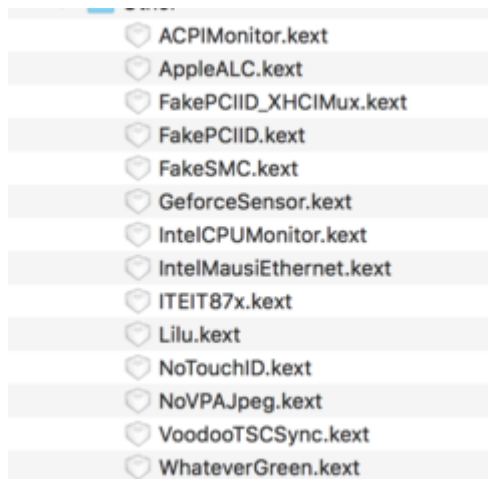 Other
ACPIMonitor.kext
AppleALC.kext
FakePCIID_XHCIMux.kext
FakePCIID.kext
FakeSMC.kext
GeforceSensor.kext
IntelCPUMonitor.kext
IntelMausiEthernet.kext
ITEIT87x.kext
Lilu.kext
NoTouchID.kext
NoVPAJpeg.kext
VoodooTSCSync.kext
WhateverGreen.kext